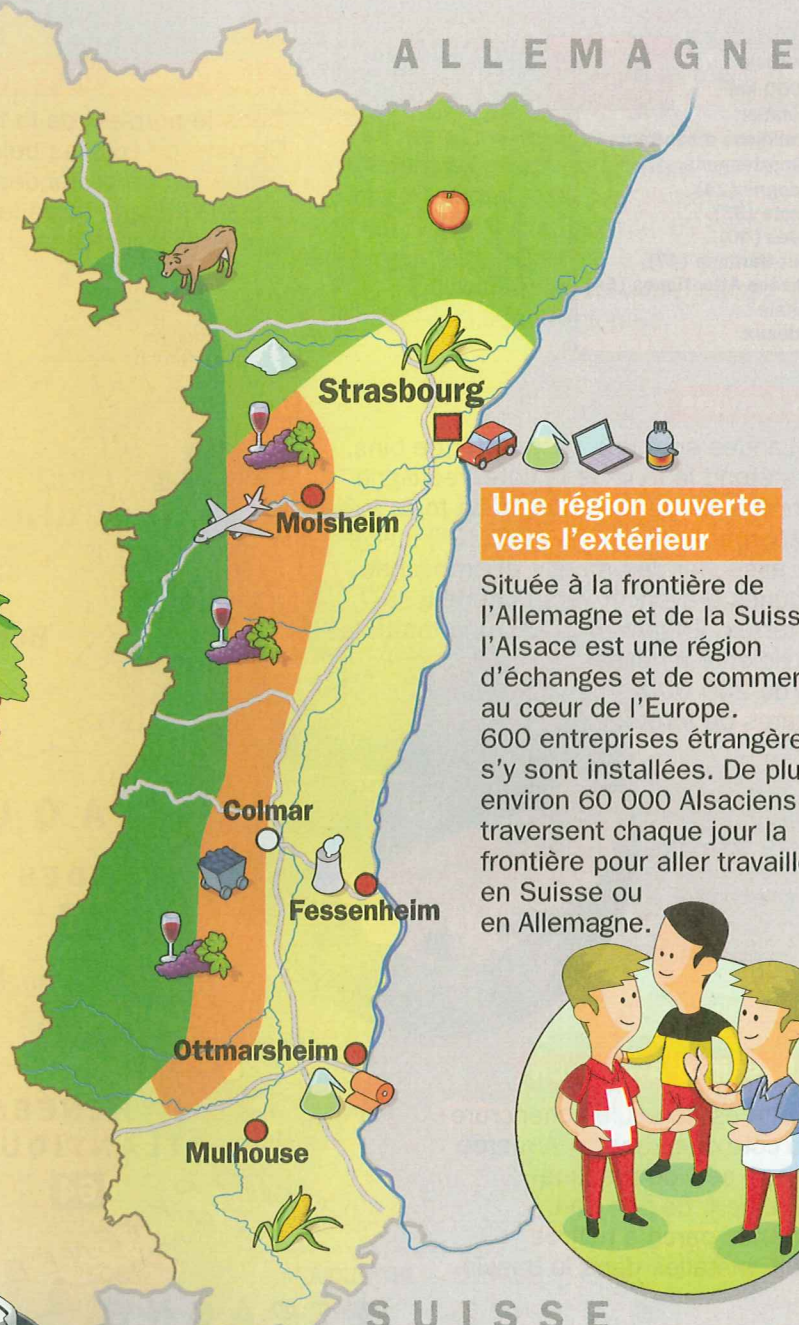 ALLEMAGNE
Strasbourg
Molsheim
Une région ouverte
vers l'extérieur
Située à la frontière de
l'Allemagne et de la Suiss
l'Alsace est une région
d'échanges et de commer
au cœur de l'Europe.
600 entreprises étrangère
s'y sont installées. De plu
environ 60 000 Alsaciens
traversent chaque jour la
frontière pour aller travaill
en Suisse ou
en Allemagne.
Colmar
Fessenheim
Ottmarsheim
Mulhouse
SUISSE